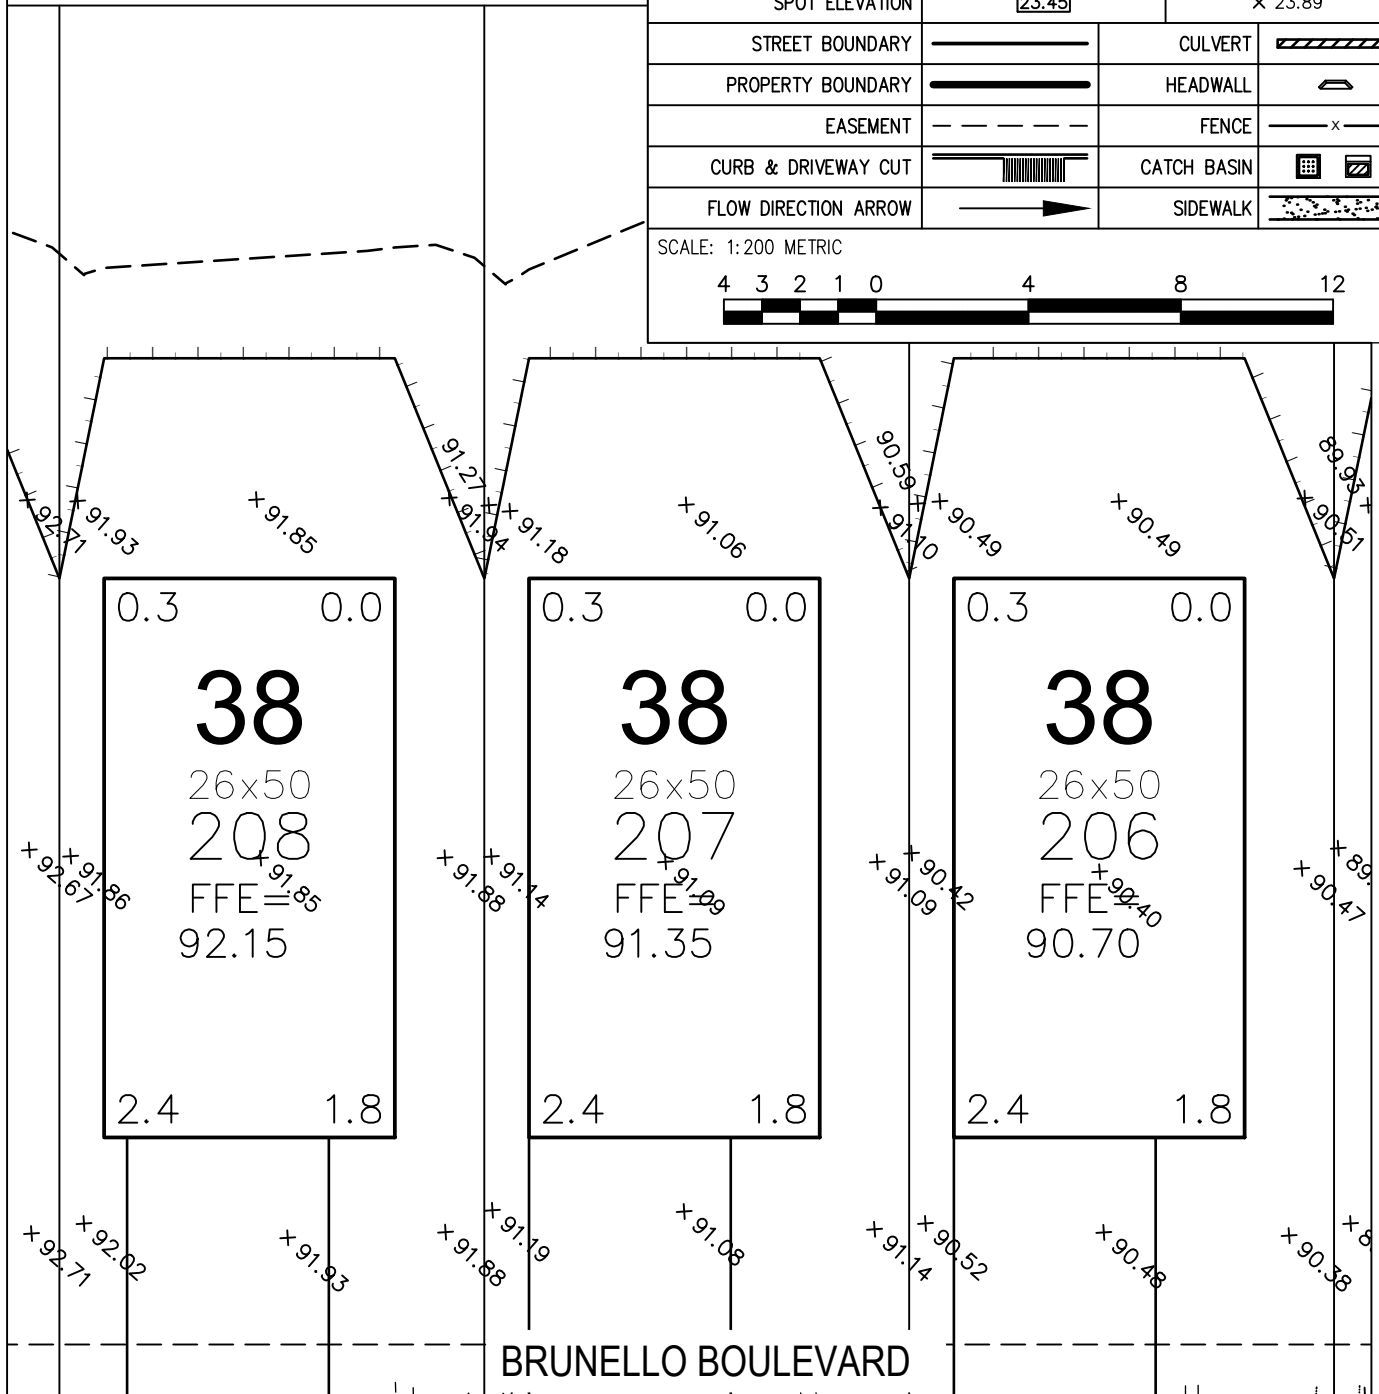 SPOT ELEVATION 23.45 × 23.89
STREET BOUNDARY CULVERT
PROPERTY BOUNDARY HEADWALL
EASEMENT FENCE x
CURB & DRIVEWAY CUT CATCH BASIN
FLOW DIRECTION ARROW SIDEWALK
SCALE: 1:200 METRIC
4 3 2 1 0 4 8 12
91.27 90.59 89.93
92.71 91.93 91.85 91.94 91.18 91.06 91.10 90.49 90.49 90.51
0.3 0.0 0.3 0.0 0.3 0.0
38 38 38
26x50 26x50 26x50
208 207 206
92.67 91.86 91.85 91.88 91.14 91.09 91.09 90.42 90.40 90.47 89.
FFE= FFE= FFE=
92.15 91.35 90.70
2.4 1.8 2.4 1.8 2.4 1.8
92.71 92.02 91.93 91.88 91.19 91.08 91.14 90.52 90.48 90.38
BRUNELLO BOULEVARD